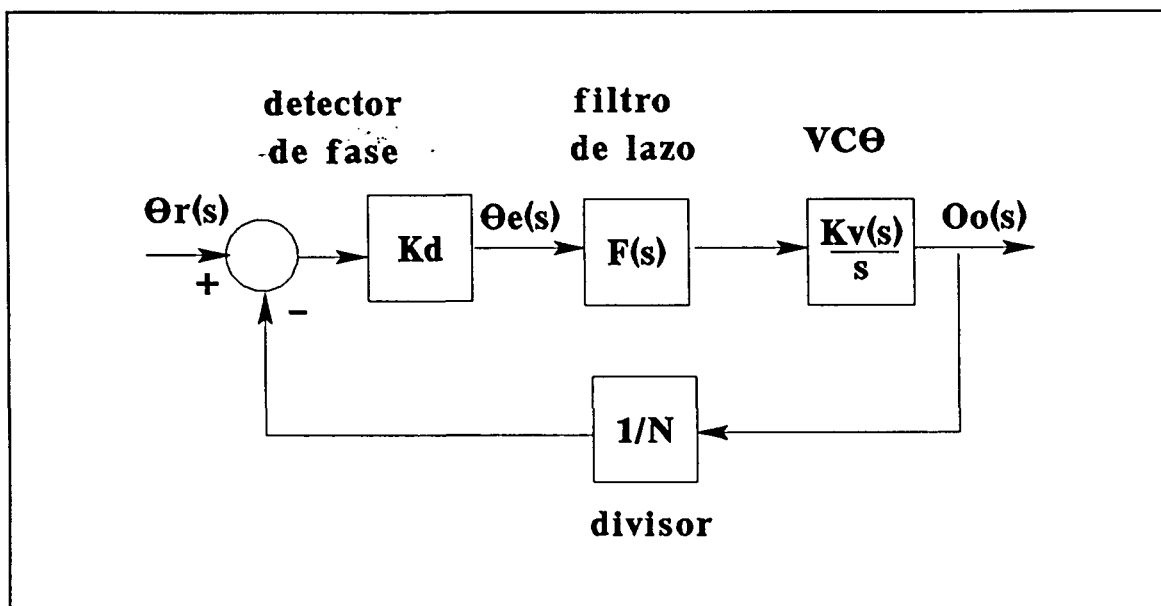 detector
de fase
filtro
de lazo
VCΘ
Θr(s)
+
−
Kd
Θe(s)
F(s)
Kv(s)
s
Oo(s)
1/N
divisor